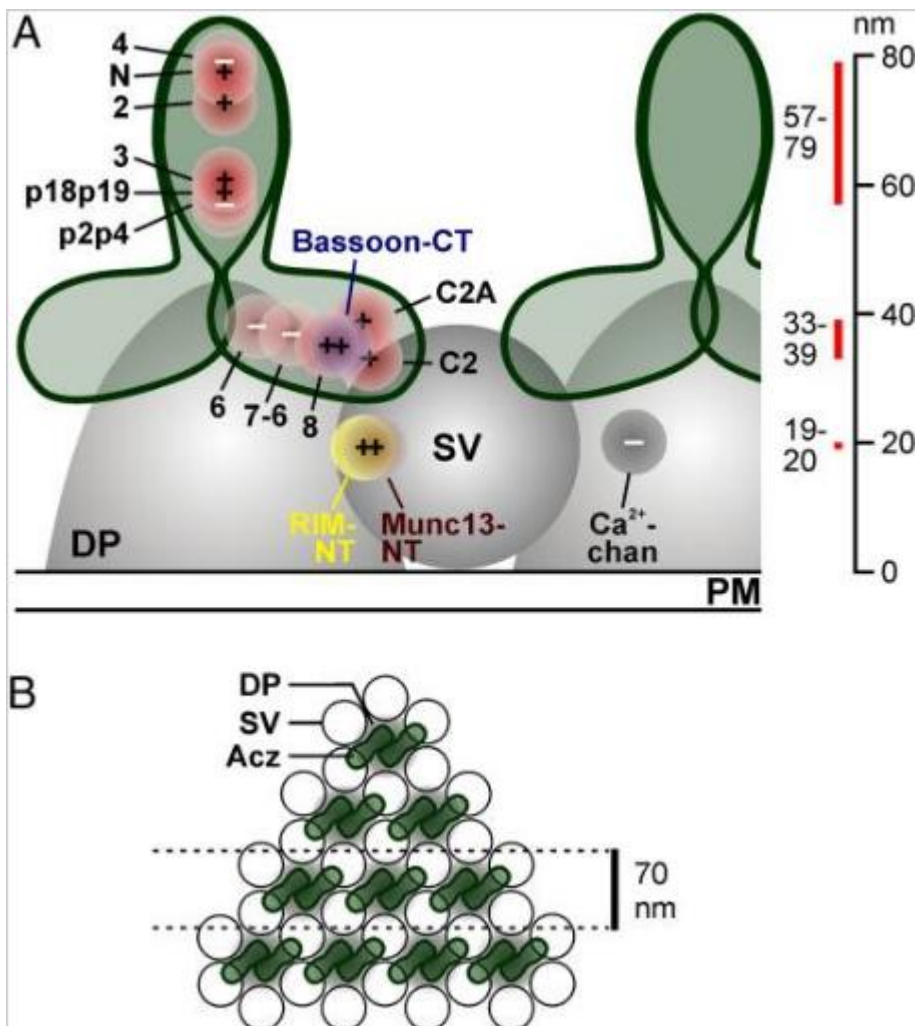 A
nm
4
N
2
3
p18p19
p2p4
Bassoon-CT
C2A
C2
6
7-6
8
SV
DP
RIM-
NT
Munc13-
NT
Ca²⁺-
chan
PM
57-
79
33-
39
19-
20
80
60
40
20
0
B
DP
SV
Acz
70
nm